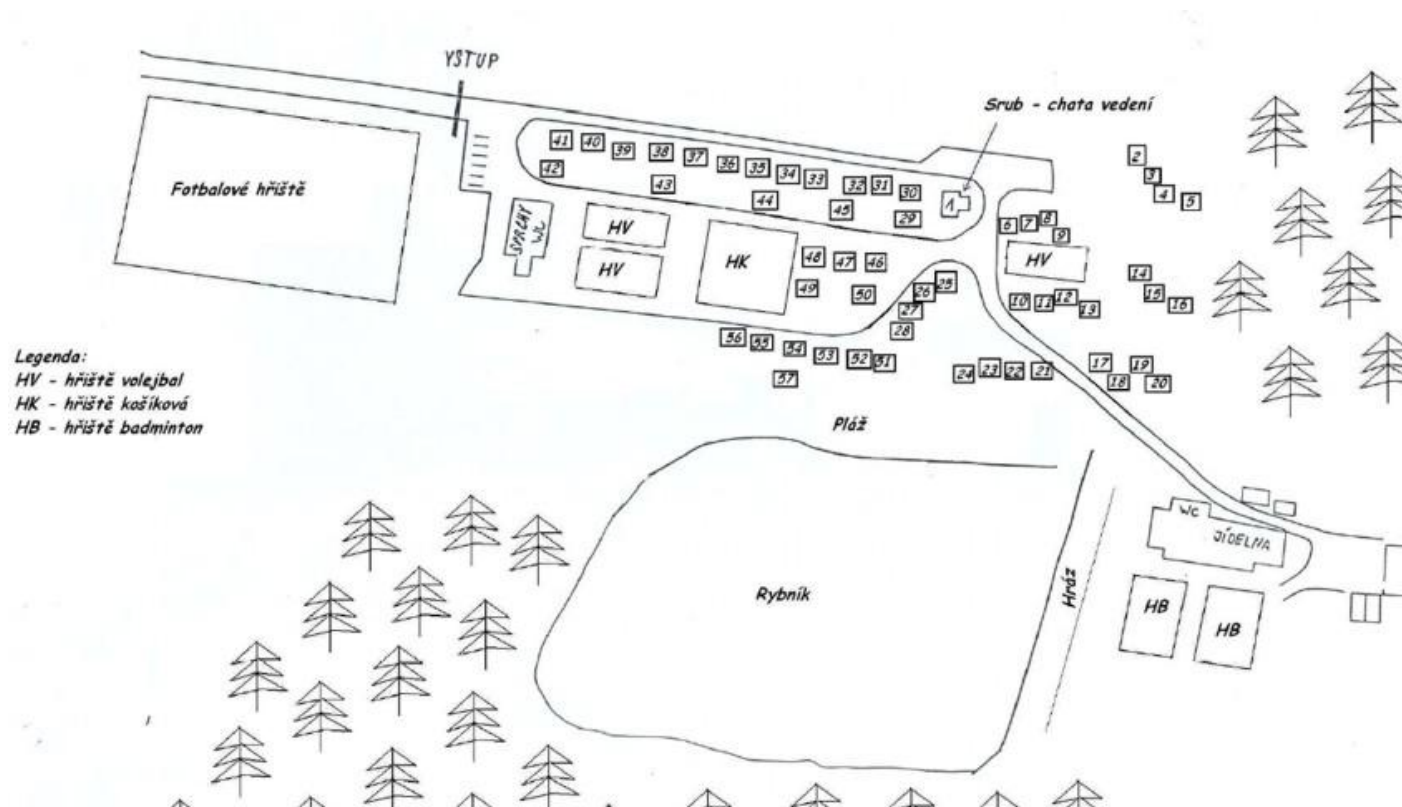 VSTUP
Srub - chata vedení
Fotbalové hřiště
41 40 39 38 37 36 35 34 33 32 31 30
42 43 44 45 29
1
2
3
4 5
6 7 8
9
SPRCHY
WC
HV
HV
HK
HV
48 47 46
49 50
25
26
27
28
10 11 12 13
14
15
16
56 55 54 53 52 51
57
24 23 22 21
17 19
18 20
Legenda:
HV - hřiště volejbal
HK - hřiště košíková
HB - hřiště badminton
Pláž
WC
JÍDELNA
Rybník
Hráz
HB
HB